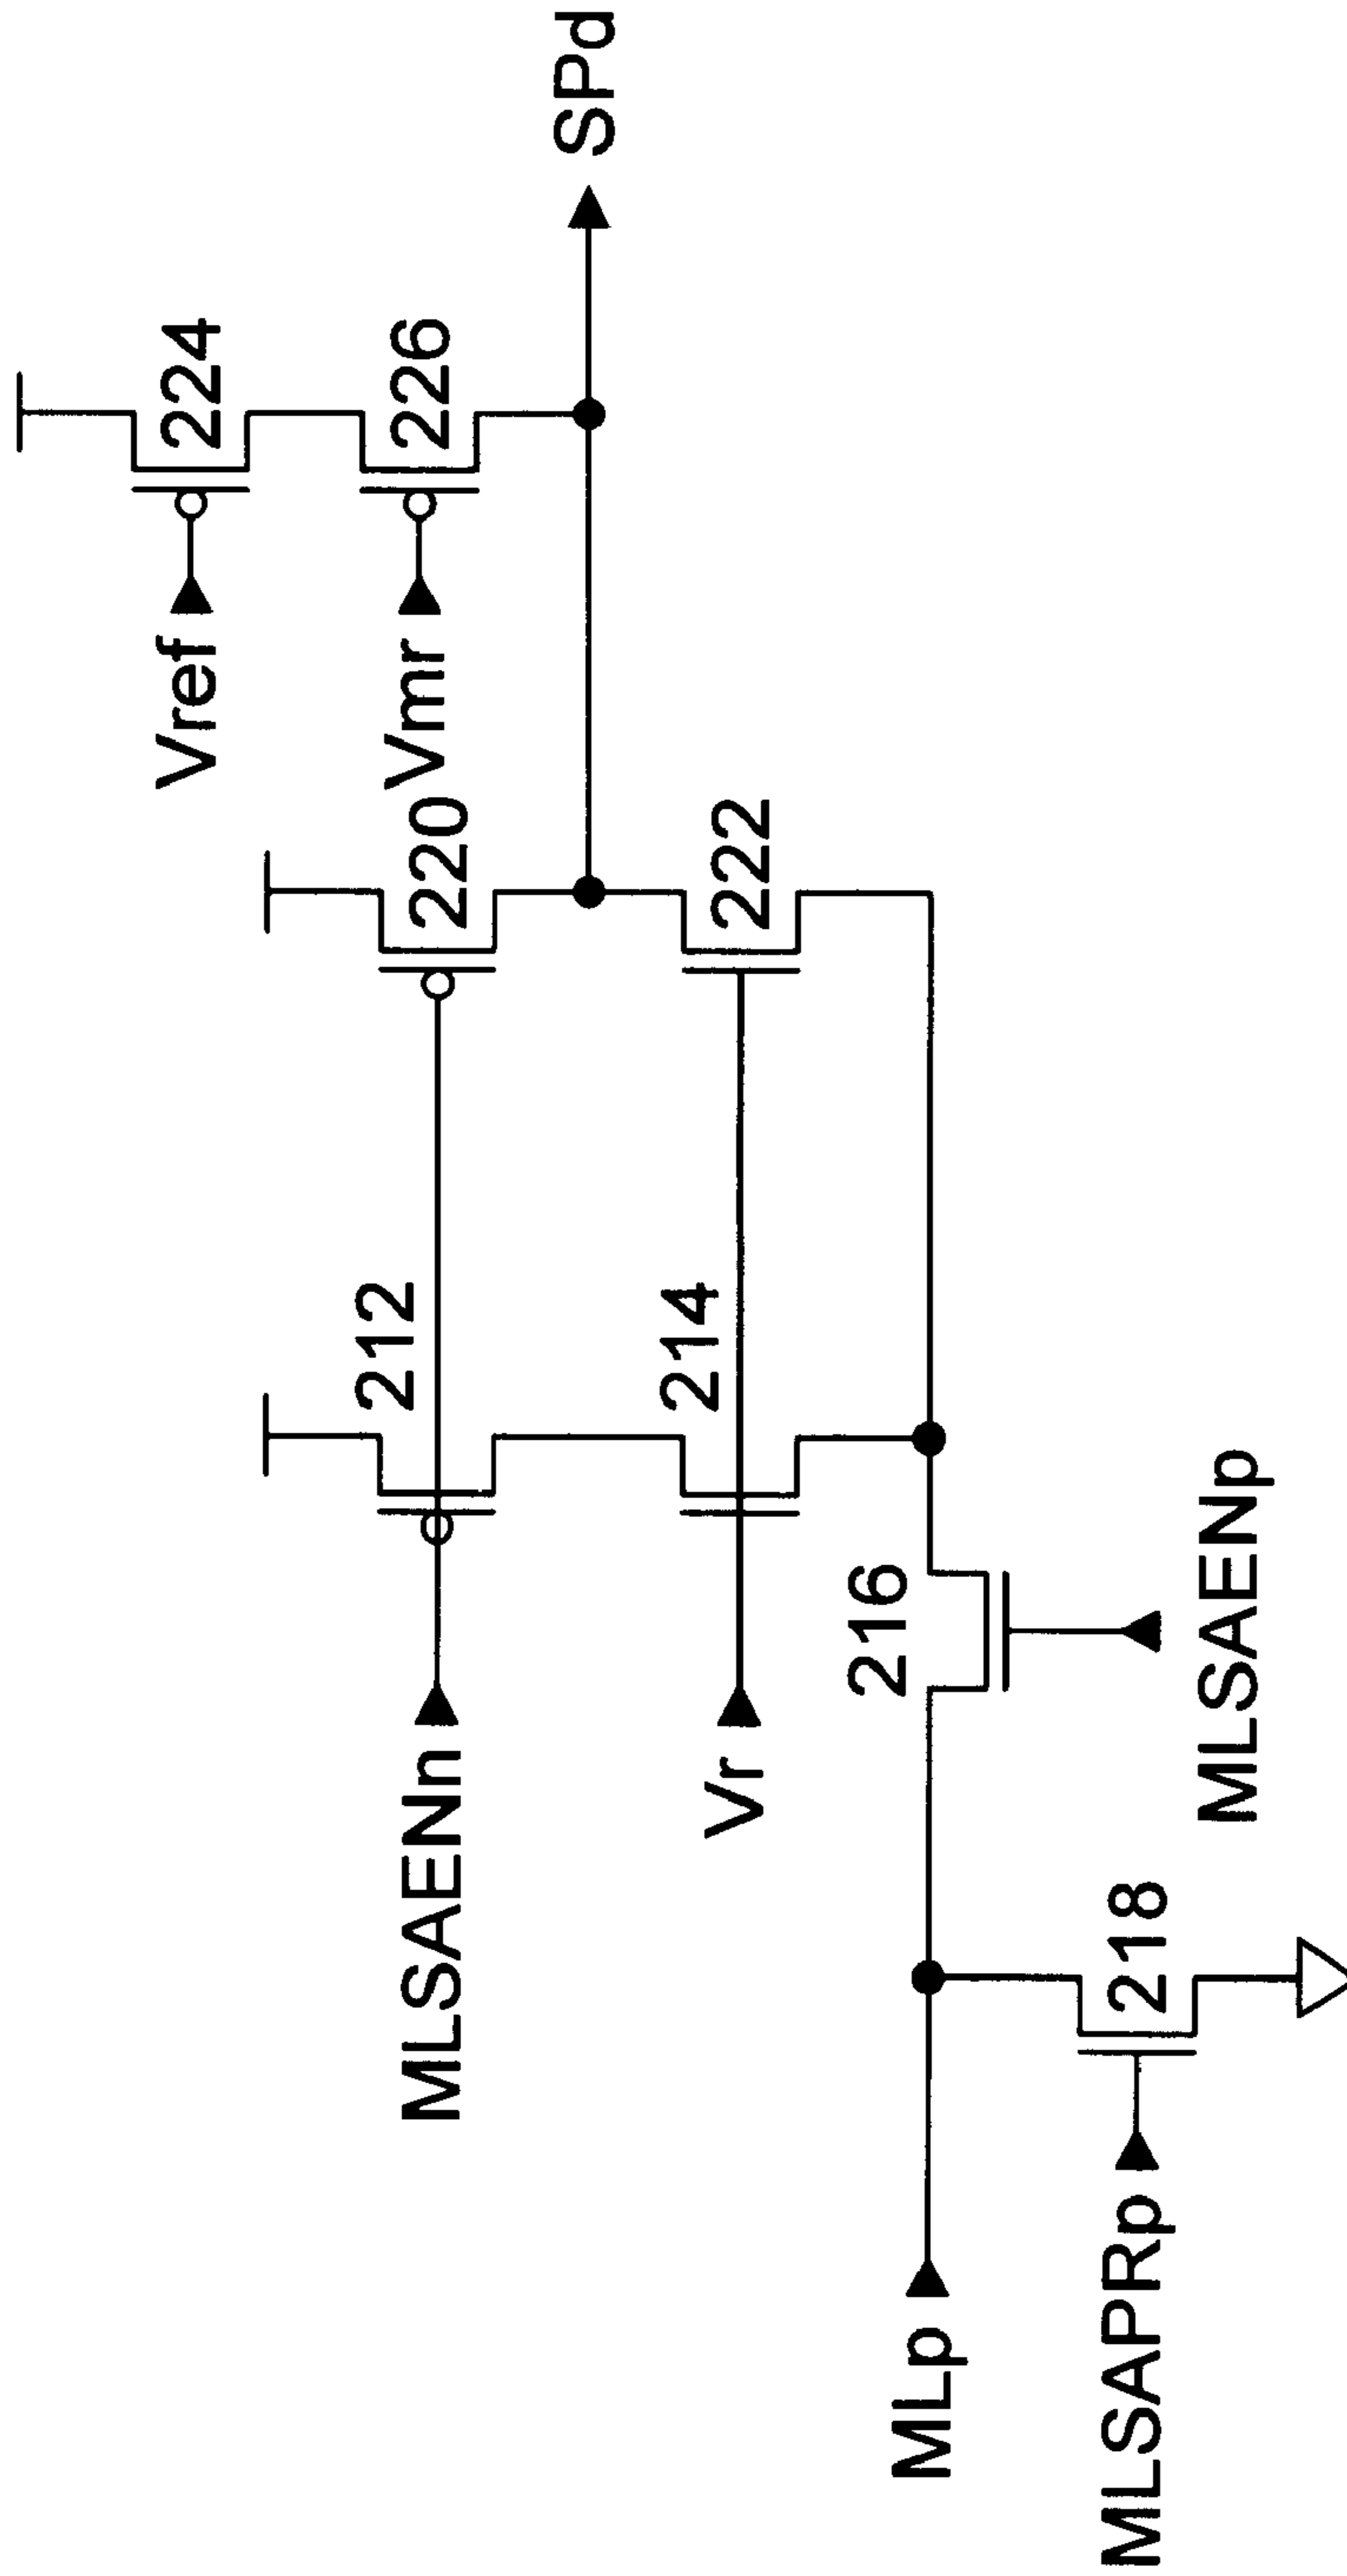 Vref
224
Vmr
226
SPd
MLSAENn
212
220
Vr
214
222
MLp
216
MLSAENp
MLSAPRp
218